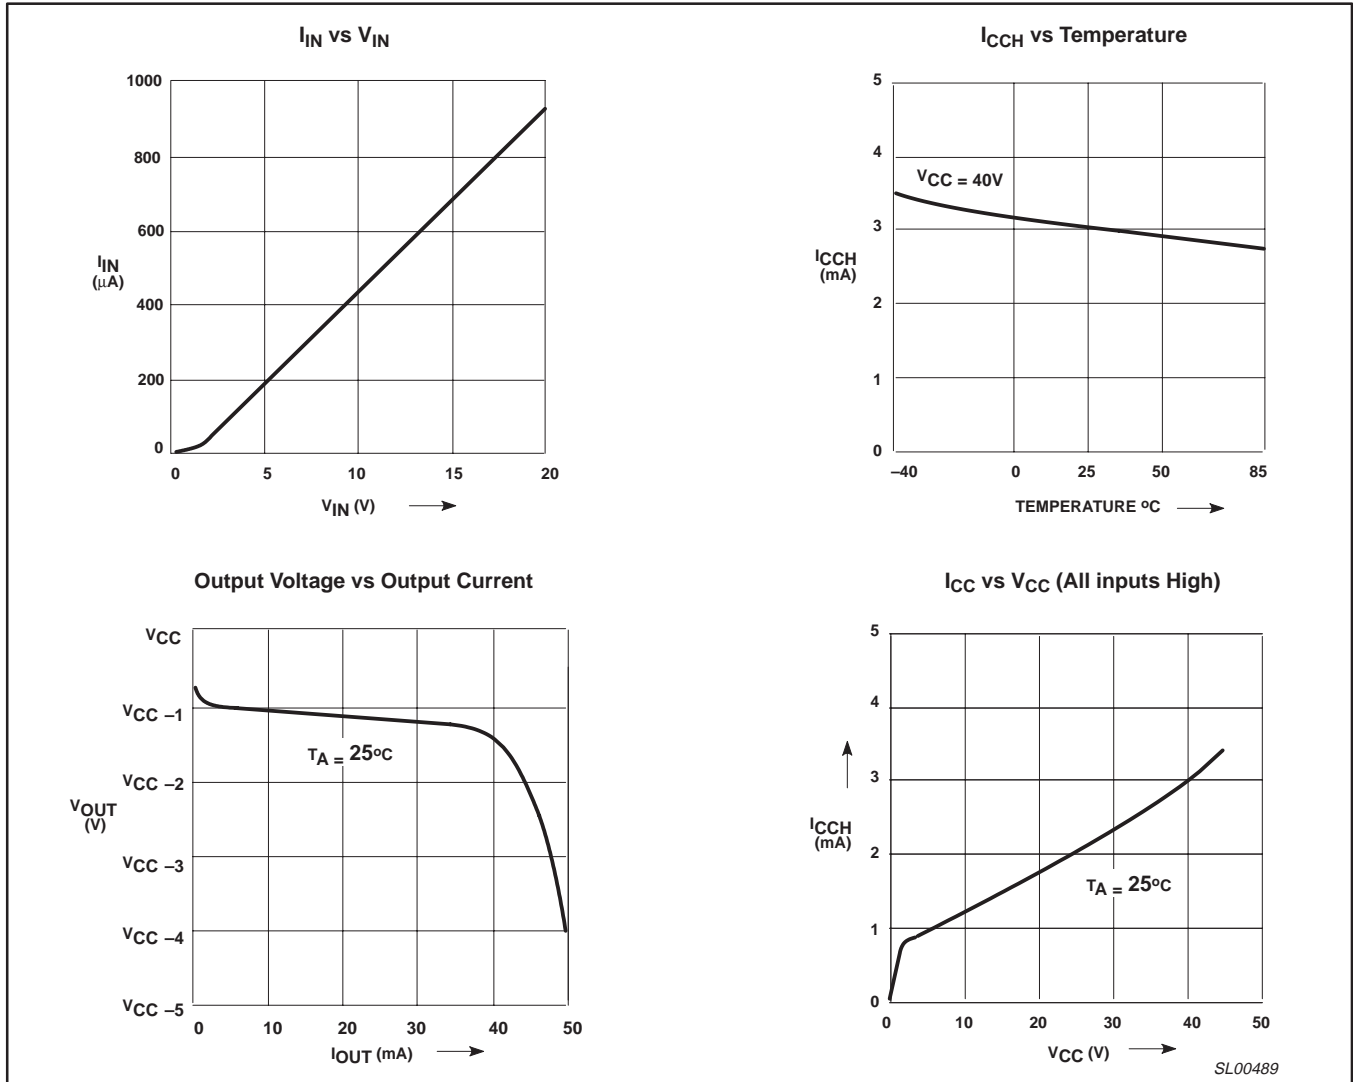 IIN vs VIN
1000
800
600
IIN
(μA)
400
200
0
0 5 10 15 20
VIN (V)
ICCH vs Temperature
5
4
VCC = 40V
3
ICCH
(mA)
2
1
0
–40 0 25 50 85
TEMPERATURE oC
Output Voltage vs Output Current
VCC
VCC –1
TA = 25oC
VCC –2
VOUT
(V)
VCC –3
VCC –4
VCC –5
0 10 20 30 40 50
IOUT (mA)
ICC vs VCC (All inputs High)
5
4
3
ICCH
(mA)
2
TA = 25oC
1
0
0 10 20 30 40 50
VCC (V)
SL00489